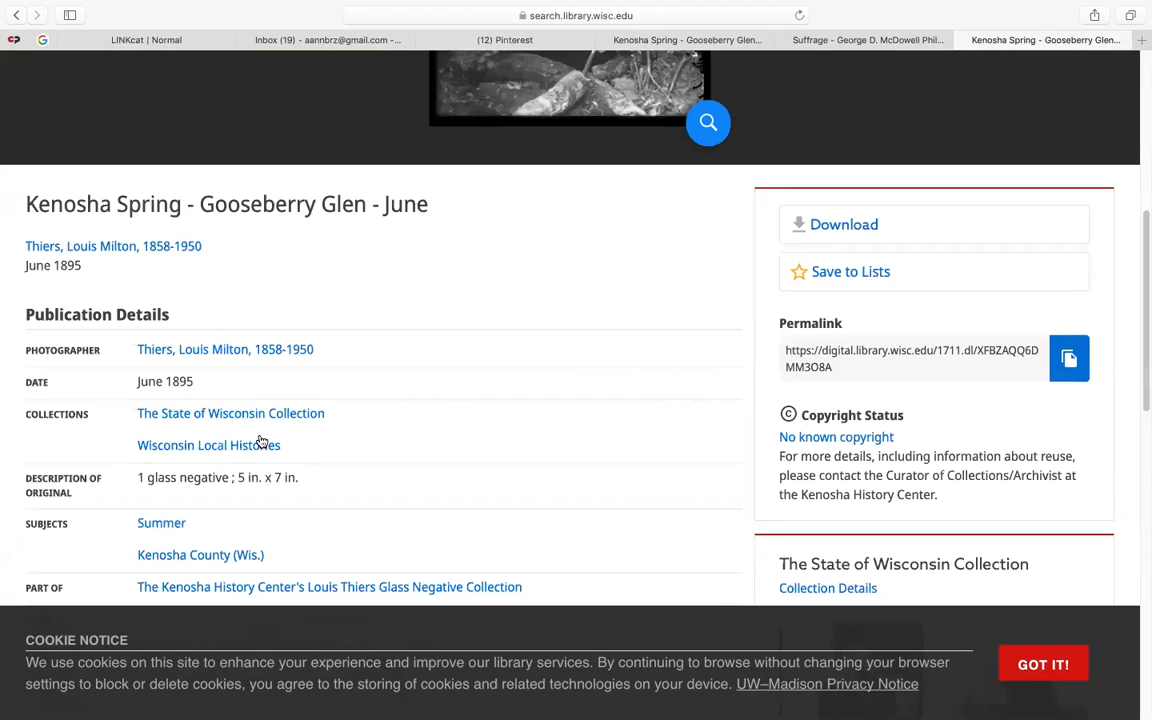 search.library.wisc.edu
LINKcat | Normal
Inbox (19) - aannbrz@gmail.com -...
(12) Pinterest
Kenosha Spring - Gooseberry Glen...
Suffrage - George D. McDowell Phil...
Kenosha Spring - Gooseberry Glen...
Kenosha Spring - Gooseberry Glen - June
Thiers, Louis Milton, 1858-1950
June 1895
Publication Details
PHOTOGRAPHER Thiers, Louis Milton, 1858-1950
DATE June 1895
COLLECTIONS The State of Wisconsin Collection
Wisconsin Local Histories
DESCRIPTION OF
ORIGINAL
1 glass negative ; 5 in. x 7 in.
SUBJECTS Summer
Kenosha County (Wis.)
PART OF The Kenosha History Center's Louis Thiers Glass Negative Collection
Download
Save to Lists
Permalink
https://digital.library.wisc.edu/1711.dl/XFBZAQQ6D
MM3O8A
© Copyright Status
No known copyright
For more details, including information about reuse,
please contact the Curator of Collections/Archivist at
the Kenosha History Center.
The State of Wisconsin Collection
Collection Details
COOKIE NOTICE
We use cookies on this site to enhance your experience and improve our library services. By continuing to browse without changing your browser
settings to block or delete cookies, you agree to the storing of cookies and related technologies on your device. UW–Madison Privacy Notice
GOT IT!